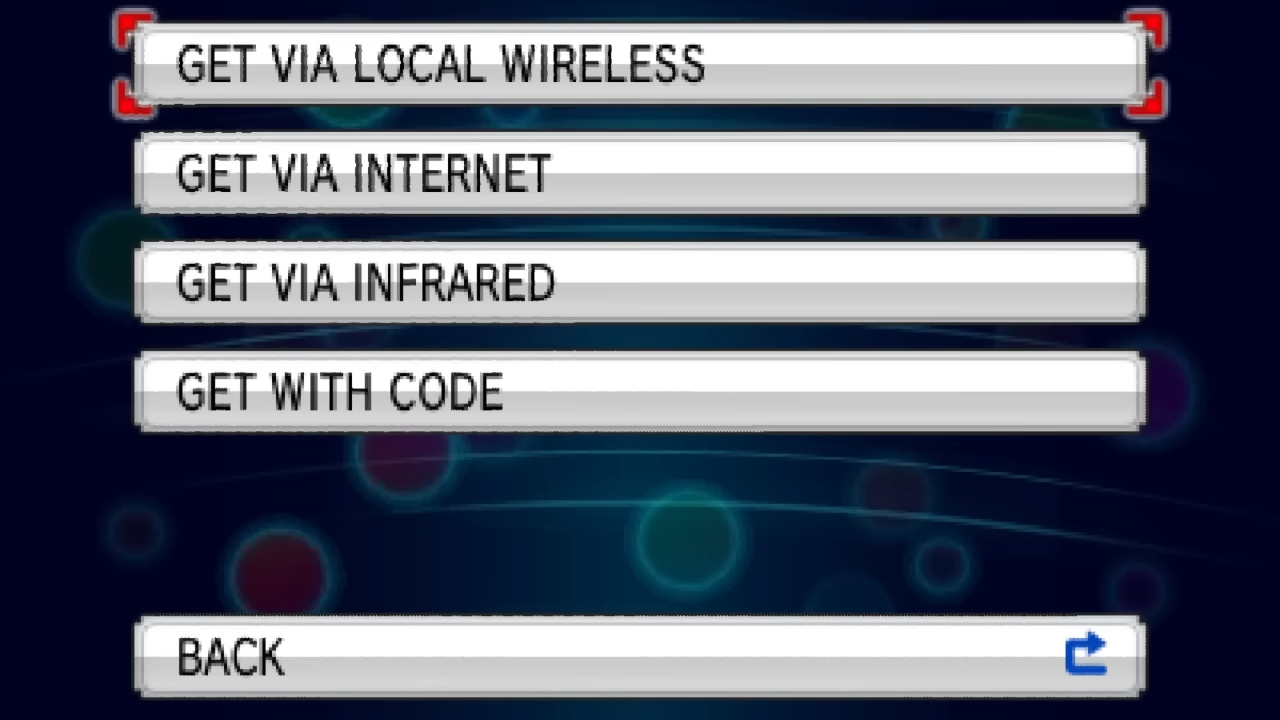 GET VIA LOCAL WIRELESS
GET VIA INTERNET
GET VIA INFRARED
GET WITH CODE
BACK